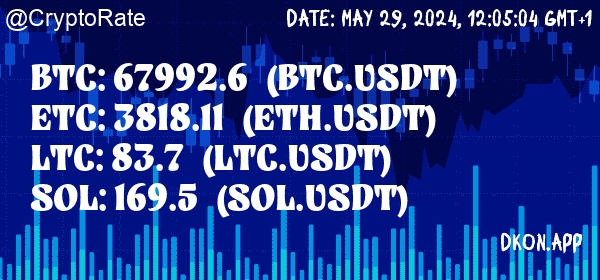 @CryptoRate
DATE: MAY 29, 2024, 12:05:04 GMT+1
BTC: 67992.6 (BTC.USDT)
ETC: 3818.11 (ETH.USDT)
LTC: 83.7 (LTC.USDT)
SOL: 169.5 (SOL.USDT)
DKON.APP